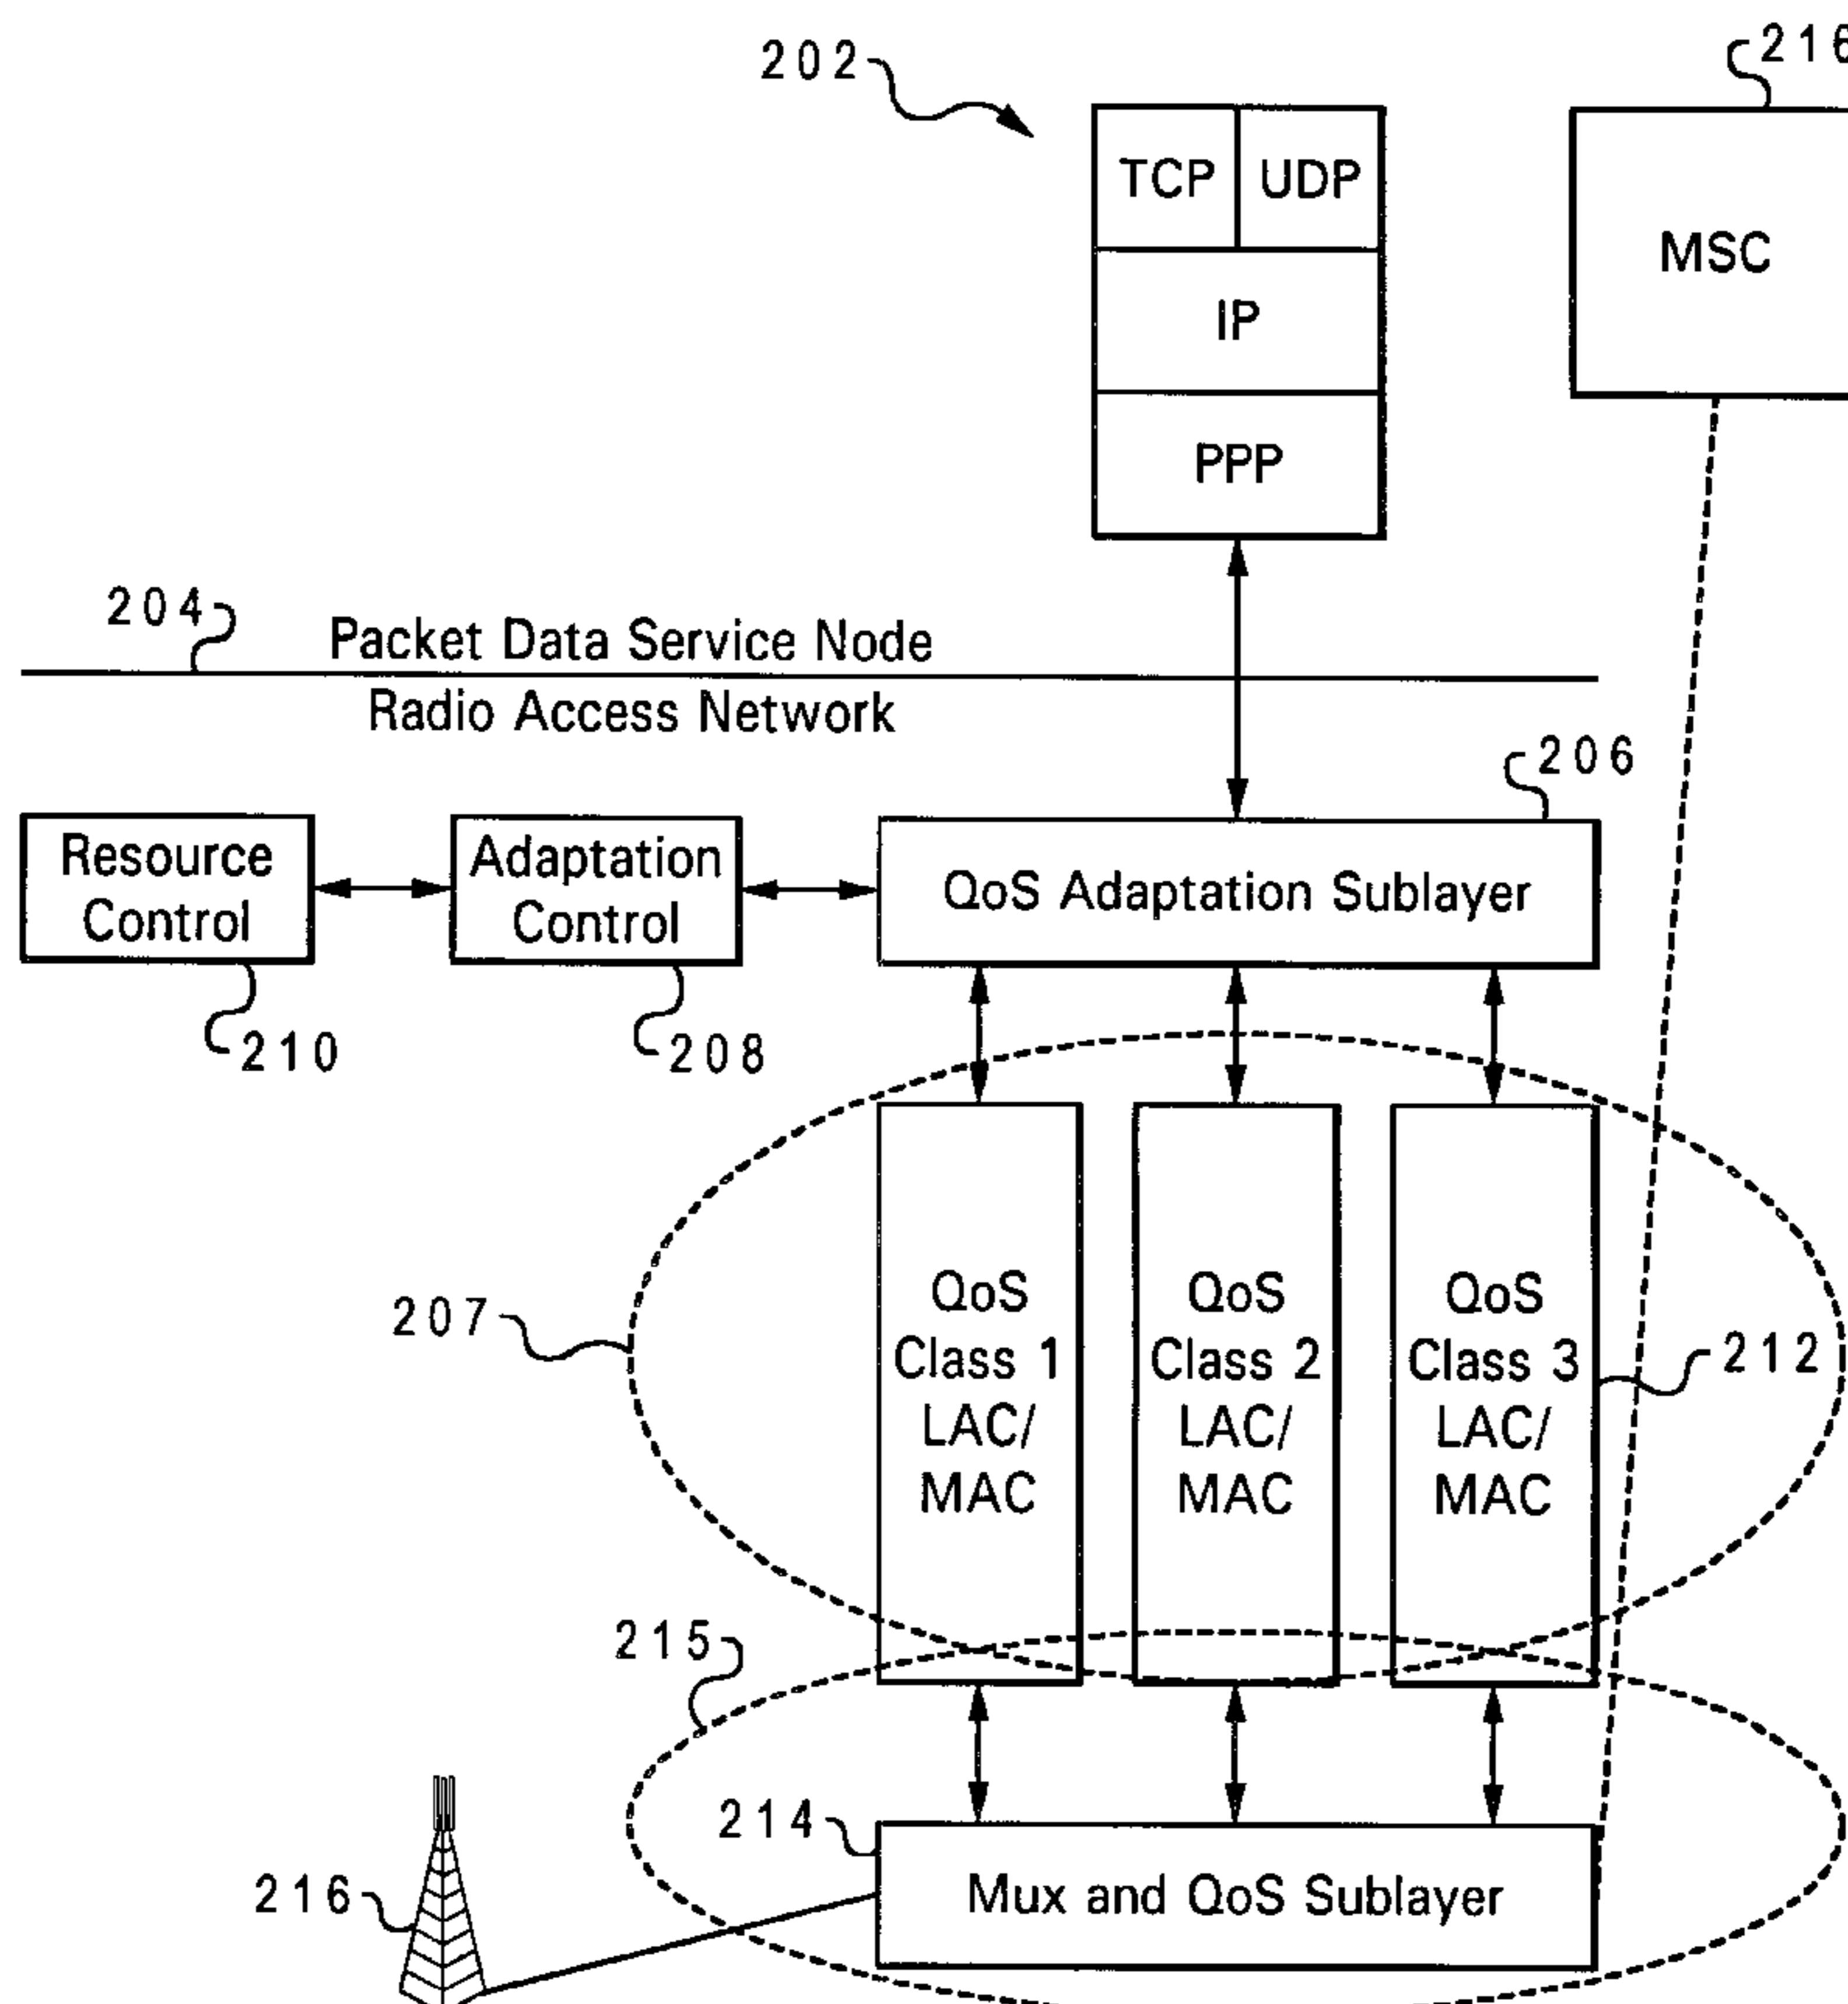 202
216
TCP
UDP
MSC
IP
PPP
204
Packet Data Service Node
Radio Access Network
206
Resource
Control
Adaptation
Control
QoS Adaptation Sublayer
210
208
207
QoS
Class 1
LAC/
MAC
QoS
Class 2
LAC/
MAC
QoS
Class 3
LAC/
MAC
212
215
214
216
Mux and QoS Sublayer